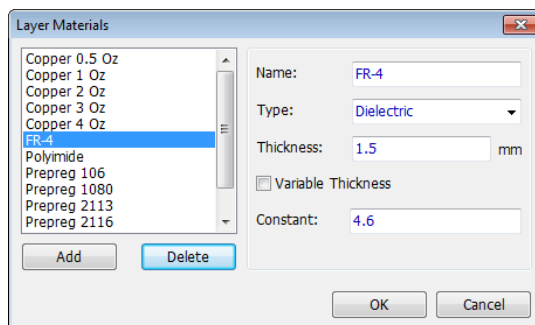 Layer Materials
Copper 0.5 Oz
Copper 1 Oz
Copper 2 Oz
Copper 3 Oz
Copper 4 Oz
FR-4
Polyimide
Prepreg 106
Prepreg 1080
Prepreg 2113
Prepreg 2116
Add
Delete
Name: FR-4
Type: Dielectric
Thickness: 1.5 mm
Variable Thickness
Constant: 4.6
OK
Cancel